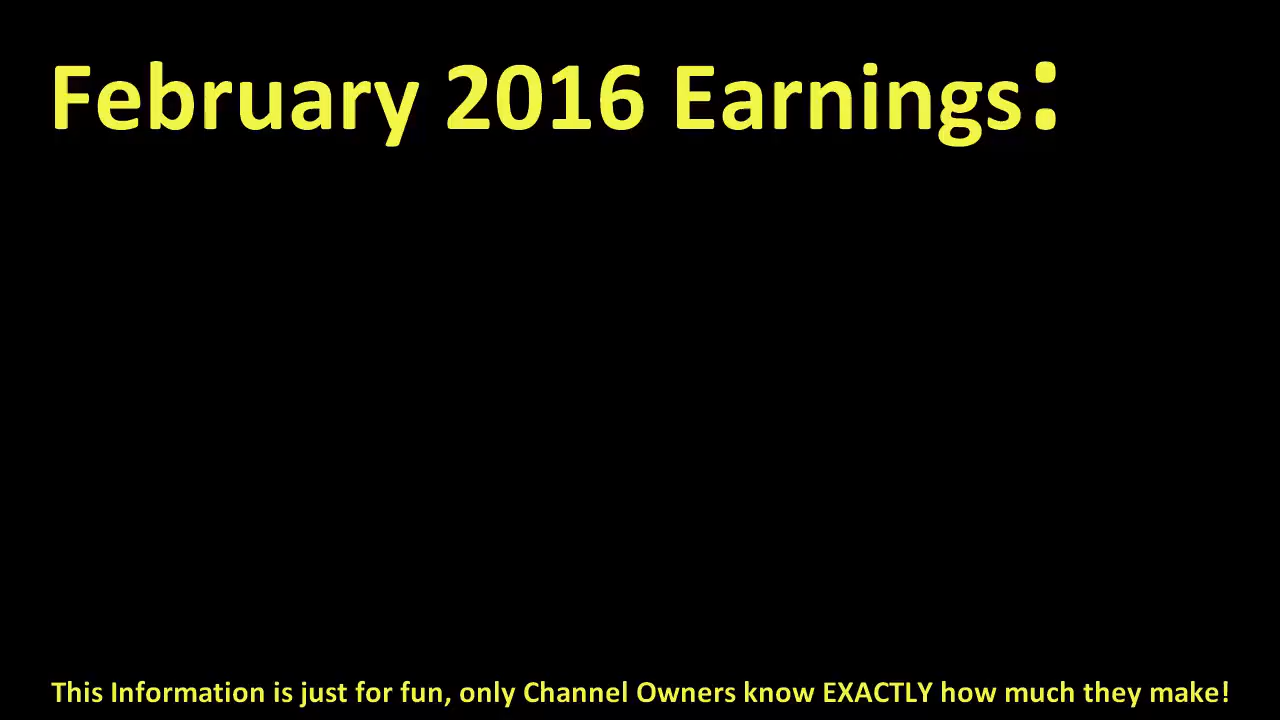 February 2016 Earnings:
This Information is just for fun, only Channel Owners know EXACTLY how much they make!